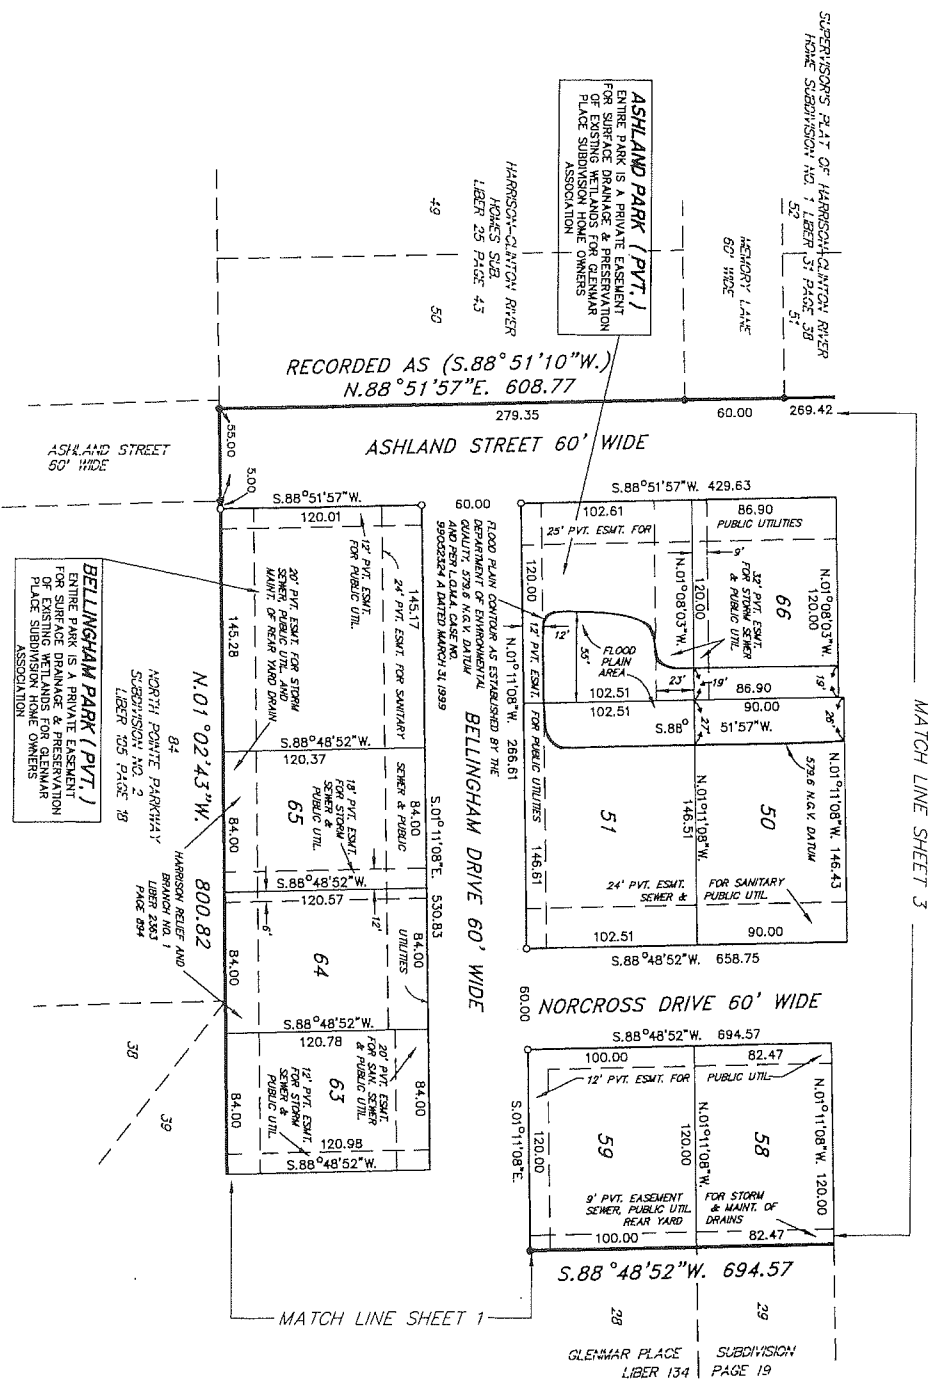 SUPERVISOR'S PLAT OF HARRISON-CLINTON RIVER
HOME SUBDIVISION NO. 1 LIBER 31 PAGE 38
52
51
MEMORY LANE
60' WIDE
ASHLAND PARK (PVT.)
ENTIRE PARK IS A PRIVATE EASEMENT
FOR SURFACE DRAINAGE & PRESERVATION
OF EXISTING WETLANDS FOR GLENMAR
PLACE SUBDIVISION HOME OWNERS
ASSOCIATION
HARRISON-CLINTON RIVER
HOMES SUB.
LIBER 25 PAGE 43
49
50
RECORDED AS (S.88°51'10"W.)
N.88°51'57"E. 608.77
279.35
60.00
269.42
MATCH LINE SHEET 3
ASHLAND STREET 60' WIDE
ASHLAND STREET
60' WIDE
55.00
5.00
S.88°51'57"W.
120.01
12' PVT. ESMT.
FOR PUBLIC UTIL.
24' PVT. ESMT. FOR SANITARY
SEWER & PUBLIC
UTILITIES
145.17
20' PVT. ESMT. FOR STORM
SEWER, PUBLIC UTIL. AND
MAINT. OF REAR YARD DRAIN
145.28
S.88°48'52"W.
120.37
18' PVT. ESMT.
FOR STORM
SEWER &
PUBLIC UTIL.
65
84.00
84.00
S.88°48'52"W.
120.57
6'
12'
64
84.00
84.00
S.88°48'52"W.
120.78
20' PVT. ESMT.
FOR SAN. SEWER
& PUBLIC UTIL.
63
12' PVT. ESMT.
FOR STORM
SEWER &
PUBLIC UTIL.
84.00
84.00
120.98
S.88°48'52"W.
S.01°11'08"E. 530.83
N.01°02'43"W. 800.82
BELLINGHAM PARK (PVT.)
ENTIRE PARK IS A PRIVATE EASEMENT
FOR SURFACE DRAINAGE & PRESERVATION
OF EXISTING WETLANDS FOR GLENMAR
PLACE SUBDIVISION HOME OWNERS
ASSOCIATION
84
NORTH POINTE PARKWAY
SUBDIVISION NO. 2
LIBER 105 PAGE 18
HARRISON RELIEF AND
BRANCH NO. 1
LIBER 2363
PAGE 894
38
39
60.00
FLOOD PLAIN CONTOUR AS ESTABLISHED BY THE
DEPARTMENT OF ENVIRONMENTAL
QUALITY, 579.6 N.G.V. DATUM
AND PER L.O.M.A. CASE NO.
9905232A A DATED MARCH 31, 1999
BELLINGHAM DRIVE 60' WIDE
N.01°11'08"W. 266.61
S.88°51'57"W. 429.63
102.61
86.90
25' PVT. ESMT. FOR
PUBLIC UTILITIES
9'
120.00
N.01°08'03"W.
120.00
N.01°08'03"W.
120.00
66
32' PVT. ESMT.
FOR STORM SEWER
& PUBLIC UTIL.
12'
12' PVT. ESMT. FOR PUBLIC UTILITIES
FLOOD
PLAIN
AREA
55'
23'
19'
19'
102.51
86.90
102.51
90.00
S.88°51'57"W.
27'
26'
579.6 N.G.V. DATUM
N.01°11'08"W. 146.43
N.01°11'08"W.
146.51
146.61
50
51
24' PVT. ESMT. FOR SANITARY
SEWER & PUBLIC UTIL.
102.51
90.00
S.88°48'52"W. 658.75
60.00
NORCROSS DRIVE 60' WIDE
S.88°48'52"W. 694.57
100.00
82.47
12' PVT. ESMT. FOR PUBLIC UTIL.
S.01°11'08"E.
120.00
N.01°11'08"W.
120.00
N.01°11'08"W. 120.00
59
58
9' PVT. EASEMENT FOR STORM
SEWER, PUBLIC UTIL. & MAINT. OF
REAR YARD DRAINS
100.00
82.47
S.88°48'52"W. 694.57
MATCH LINE SHEET 1
28
29
GLENMAR PLACE SUBDIVISION
LIBER 134 PAGE 19